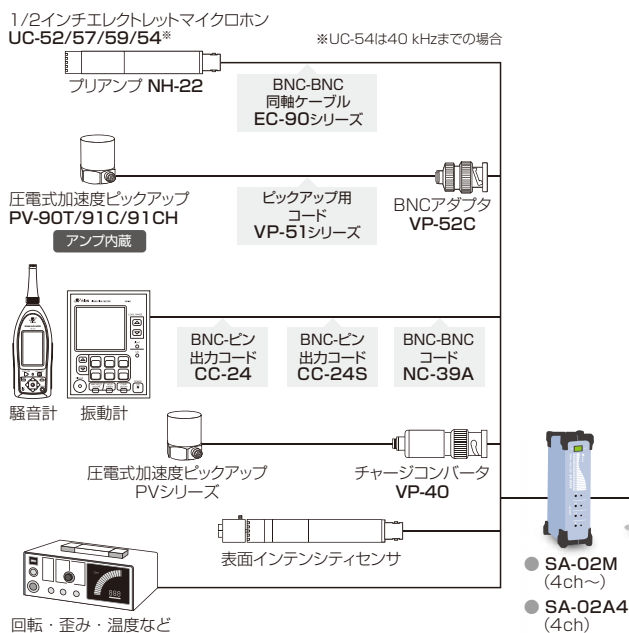 1/2インチエレクトレットマイクロホン
UC-52/57/59/54※
※UC-54は40 kHzまでの場合
プリアンプ NH-22
BNC-BNC
同軸ケーブル
EC-90シリーズ
圧電式加速度ピックアップ
PV-90T/91C/91CH
アンプ内蔵
ピックアップ用
コード
VP-51シリーズ
BNCアダプタ
VP-52C
BNC-ピン
出力コード
CC-24
BNC-ピン
出力コード
CC-24S
BNC-BNC
コード
NC-39A
騒音計
振動計
圧電式加速度ピックアップ
PVシリーズ
チャージコンバータ
VP-40
表面インテンシティセンサ
回転・歪み・温度など
● SA-02M
(4ch~)
● SA-02A4
(4ch)